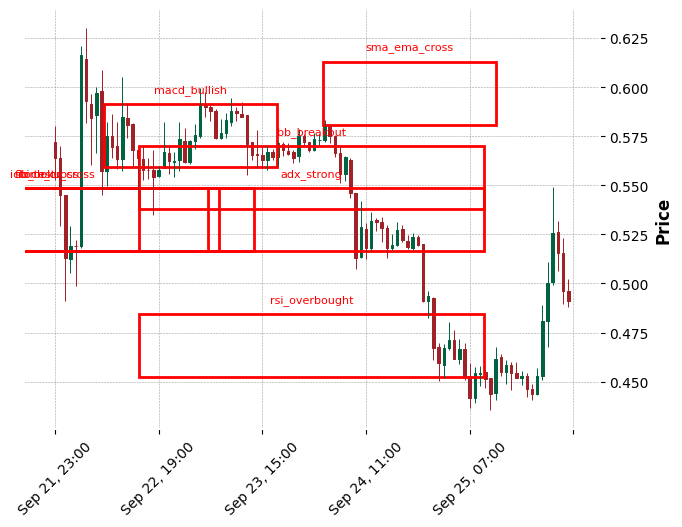 sma_ema_cross
macd_bullish
bb_breakout
adx_strong
rsi_overbought
0.625
0.600
0.575
0.550
0.525
0.500
0.475
0.450
Price
Sep 21, 23:00
Sep 22, 19:00
Sep 23, 15:00
Sep 24, 11:00
Sep 25, 07:00